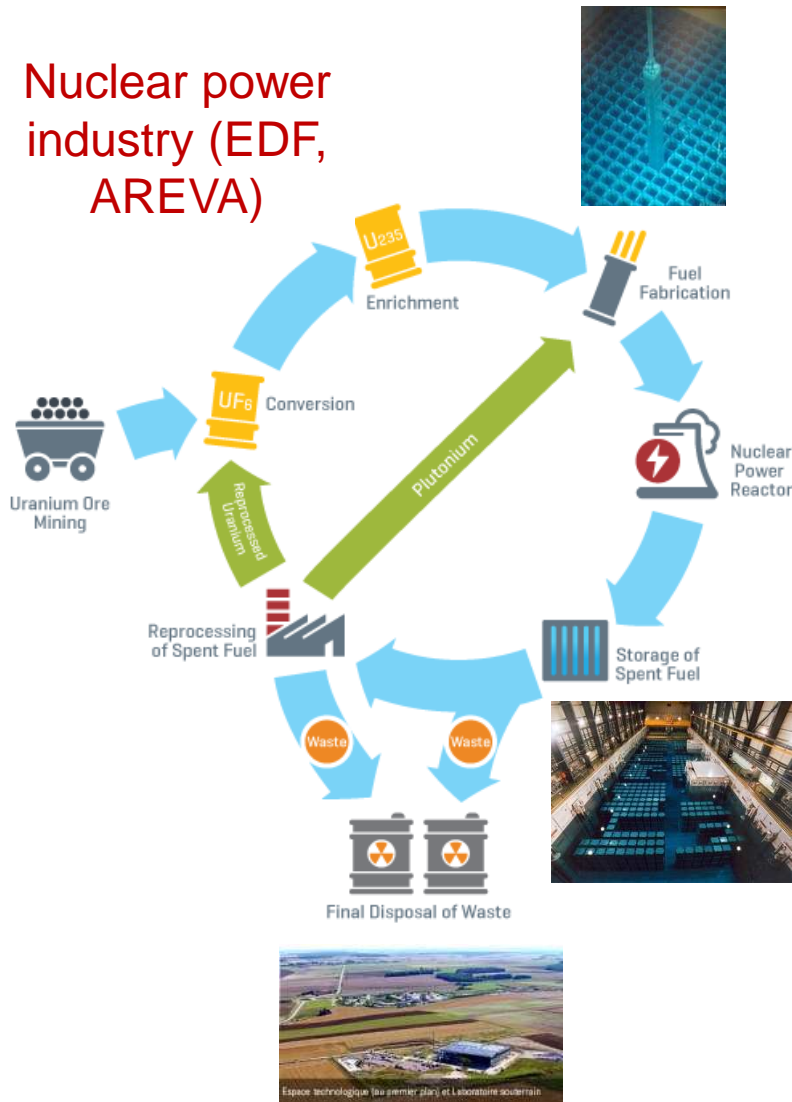 Nuclear power
industry (EDF,
AREVA)
U235
Enrichment
Fuel
Fabrication
UF6
Conversion
Uranium Ore
Mining
Reprocessed
Uranium
Plutonium
Nuclear
Power
Reactor
Reprocessing
of Spent Fuel
Storage of
Spent Fuel
Waste
Waste
Final Disposal of Waste
Espace technologique (au premier plan) et Laboratoire souterrain